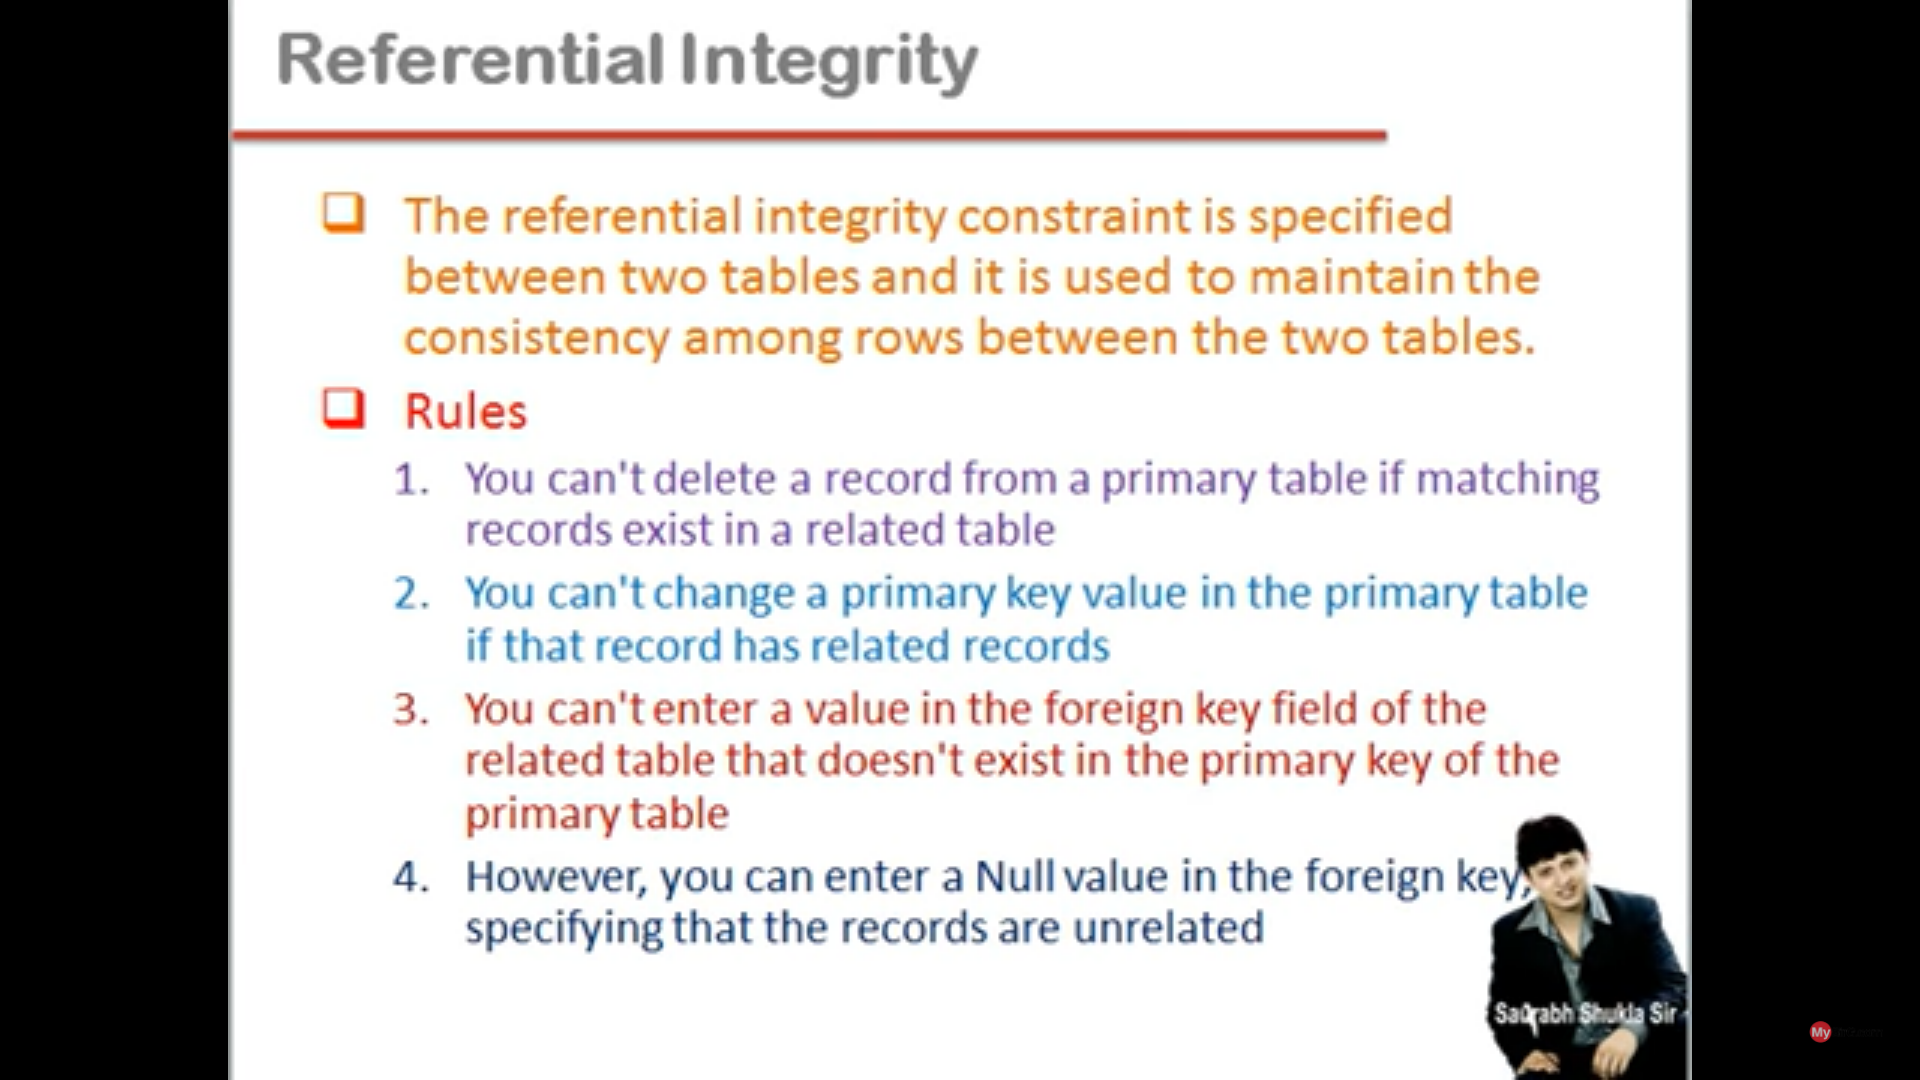 Referential Integrity
The referential integrity constraint is specified
between two tables and it is used to maintain the
consistency among rows between the two tables.
Rules
1. You can't delete a record from a primary table if matching
records exist in a related table
2. You can't change a primary key value in the primary table
if that record has related records
3. You can't enter a value in the foreign key field of the
related table that doesn't exist in the primary key of the
primary table
4. However, you can enter a Null value in the foreign key,
specifying that the records are unrelated
Saurabh Shukla Sir
My